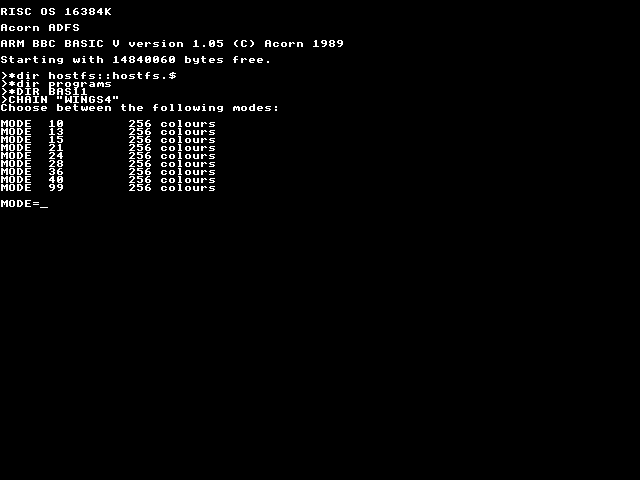 RISC OS 16384K
Acorn ADFS
ARM BBC BASIC V version 1.05 (C) Acorn 1989
Starting with 14840060 bytes free.
>*dir hostfs::hostfs.$
>*dir programs
>*DIR BAS11
>CHAIN "WINGS4"
Choose between the following modes:
MODE  10        256 colours
MODE  13        256 colours
MODE  15        256 colours
MODE  21        256 colours
MODE  24        256 colours
MODE  28        256 colours
MODE  36        256 colours
MODE  40        256 colours
MODE  99        256 colours
MODE=_